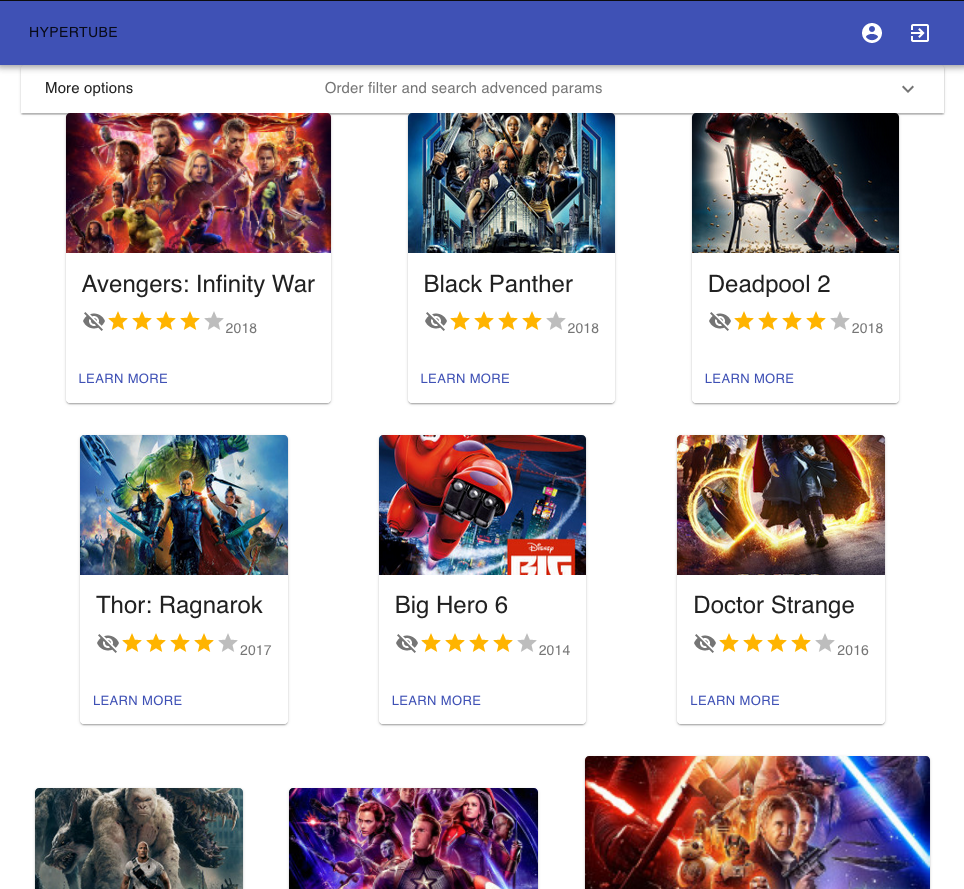 HYPERTUBE
More options Order filter and search advenced params
Avengers: Infinity War
2018
LEARN MORE
Black Panther
2018
LEARN MORE
Deadpool 2
2018
LEARN MORE
Thor: Ragnarok
2017
LEARN MORE
Disney
BIG
Big Hero 6
2014
LEARN MORE
Doctor Strange
2016
LEARN MORE